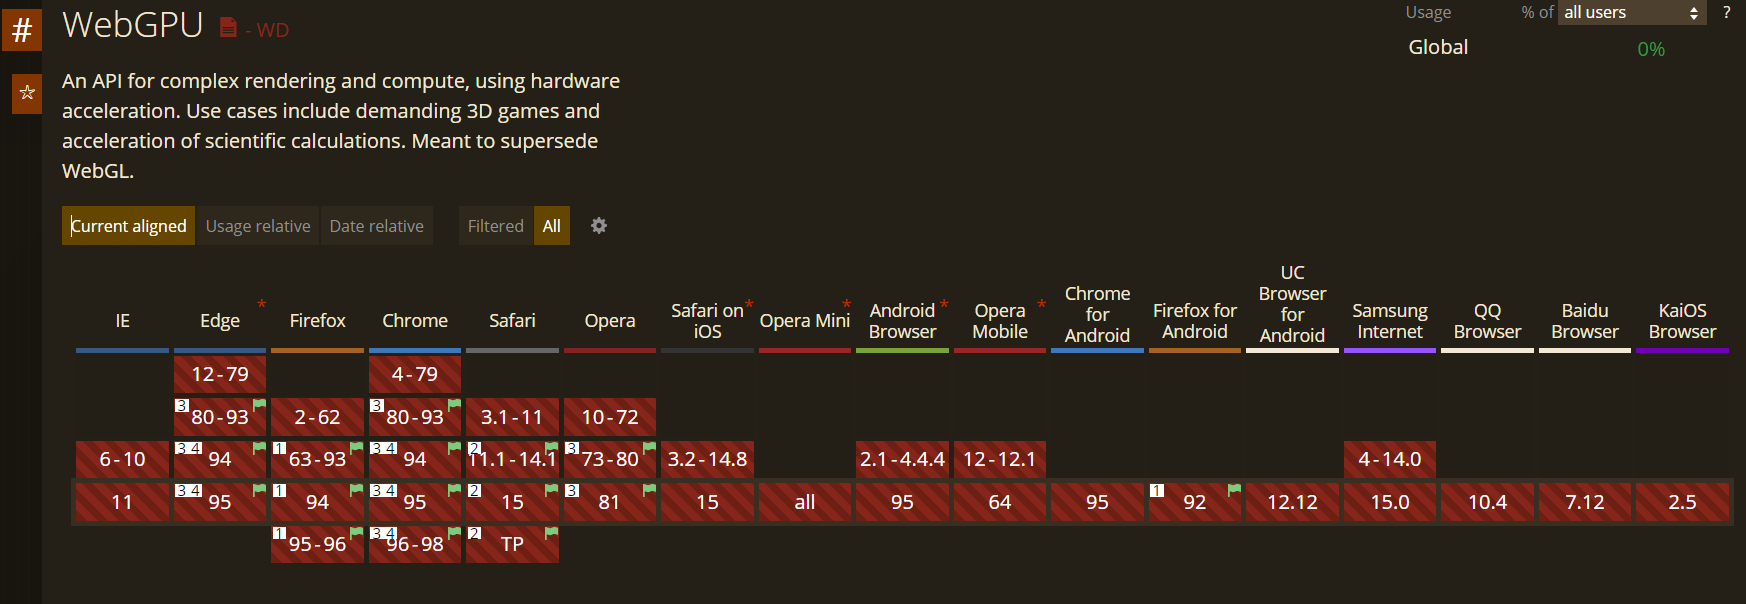 #
WebGPU - WD
Usage % of all users ?
Global 0%
☆
An API for complex rendering and compute, using hardware
acceleration. Use cases include demanding 3D games and
acceleration of scientific calculations. Meant to supersede
WebGL.
Current aligned Usage relative Date relative Filtered All
IE Edge * Firefox Chrome Safari Opera Safari on iOS * Opera Mini * Android Browser * Opera Mobile * Chrome for Android Firefox for Android UC Browser for Android Samsung Internet QQ Browser Baidu Browser KaiOS Browser
12-79 4-79
3 80-93 2-62 3 80-93 3.1-11 10-72
6-10 3 4 94 1 63-93 3 4 94 2 11.1-14.1 3 73-80 3.2-14.8 2.1-4.4.4 12-12.1 4-14.0
11 3 4 95 1 94 3 4 95 2 15 3 81 15 all 95 64 95 1 92 12.12 15.0 10.4 7.12 2.5
1 95-96 3 4 96-98 2 TP